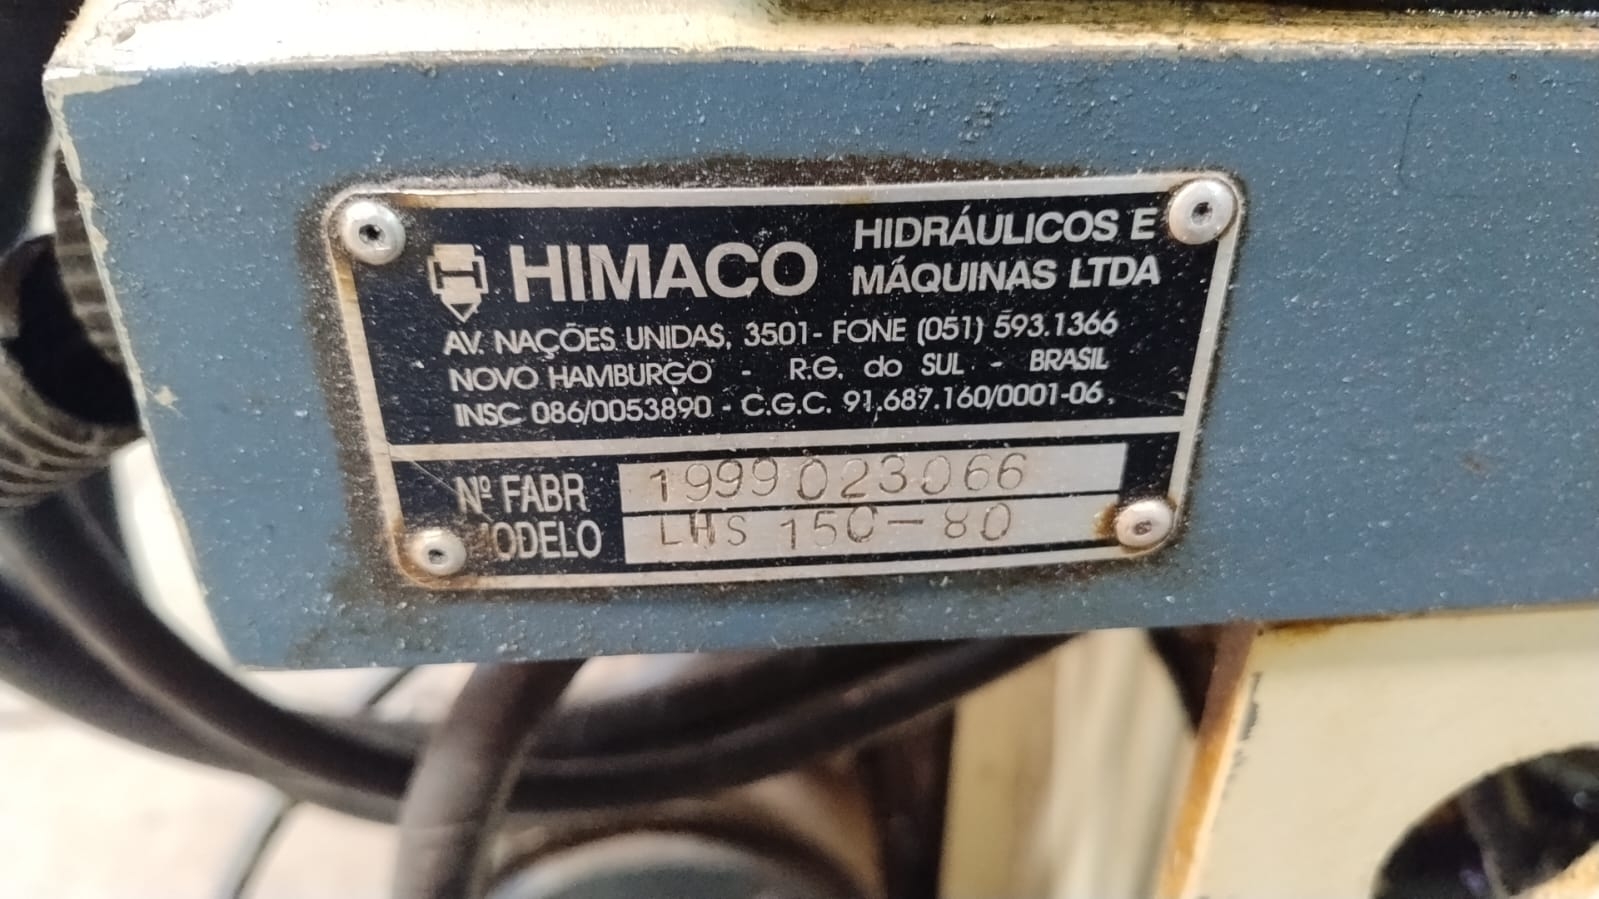 HIMACO
HIDRÁULICOS E
MÁQUINAS LTDA
AV. NAÇÕES UNIDAS, 3501 - FONE (051) 593.1366
NOVO HAMBURGO - R.G. do SUL - BRASIL
INSC 086/0053890 - C.G.C. 91.687.160/0001-06
Nº FABR 1999023066
MODELO LHS 150-80